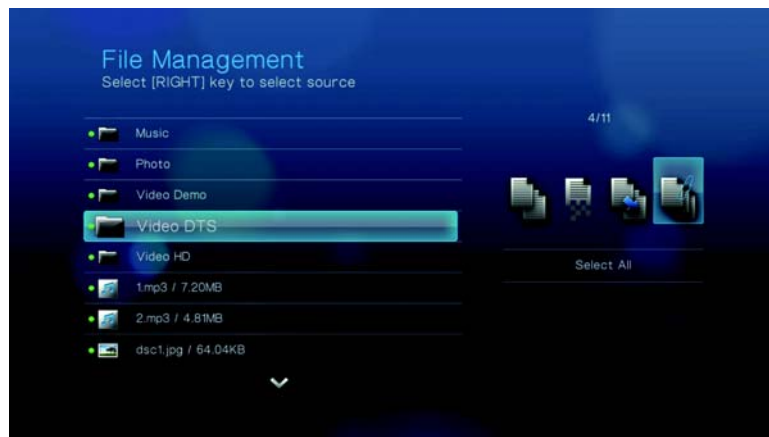 File Management
Select [RIGHT] key to select source
4/11
Music
Photo
Video Demo
Video DTS
Video HD
Select All
1.mp3 / 7.20MB
2.mp3 / 4.81MB
dsc1.jpg / 64.04KB